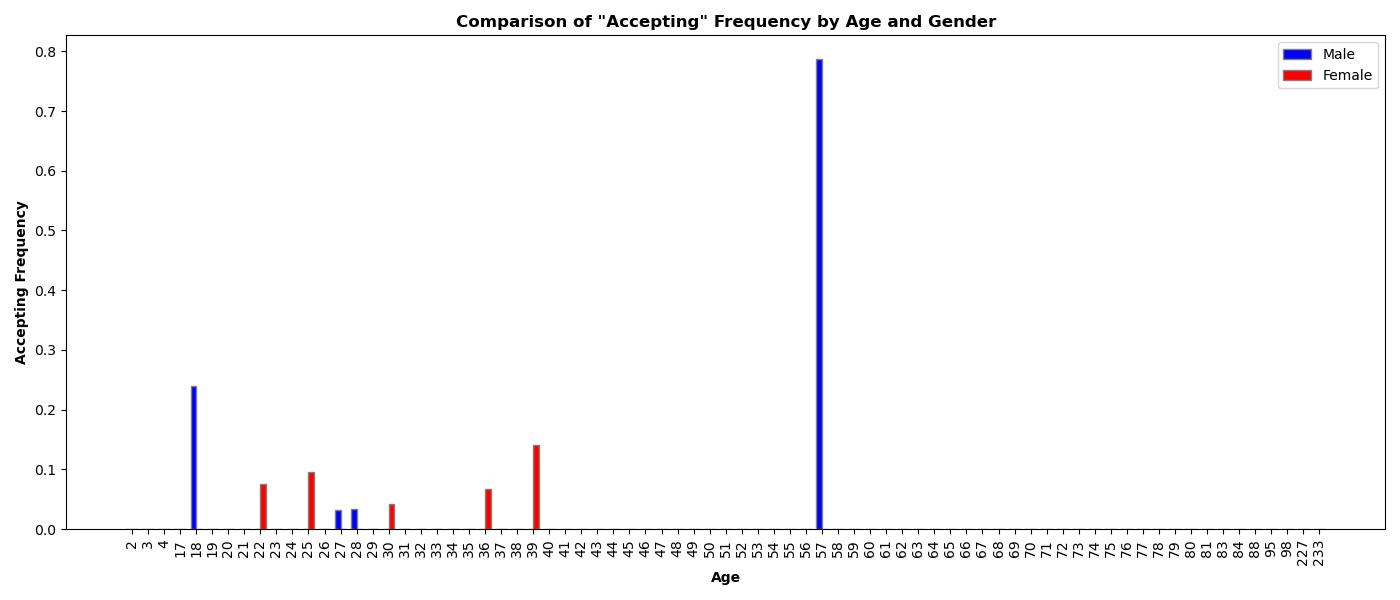 Comparison of "Accepting" Frequency by Age and Gender
Male
Female
Accepting Frequency
0.8
0.7
0.6
0.5
0.4
0.3
0.2
0.1
0.0
2 3 4 17 18 19 20 21 22 23 24 25 26 27 28 29 30 31 32 33 34 35 36 37 38 39 40 41 42 43 44 45 46 47 48 49 50 51 52 53 54 55 56 57 58 59 60 61 62 63 64 65 66 67 68 69 70 71 72 73 74 75 76 77 78 79 80 81 83 84 88 95 98 227 233
Age